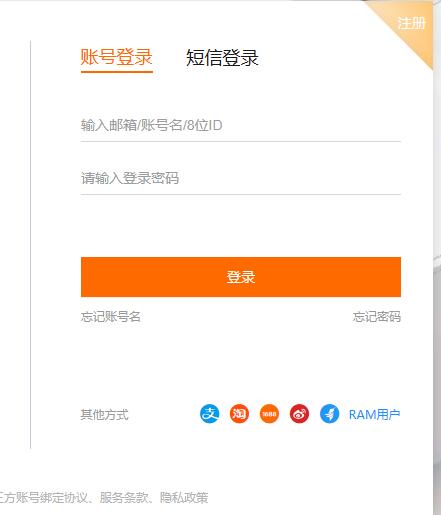 注册
账号登录 短信登录
输入邮箱/账号名/8位ID
请输入登录密码
登录
忘记账号名 忘记密码
其他方式 支 淘 1688 RAM用户
方账号绑定协议、服务条款、隐私政策